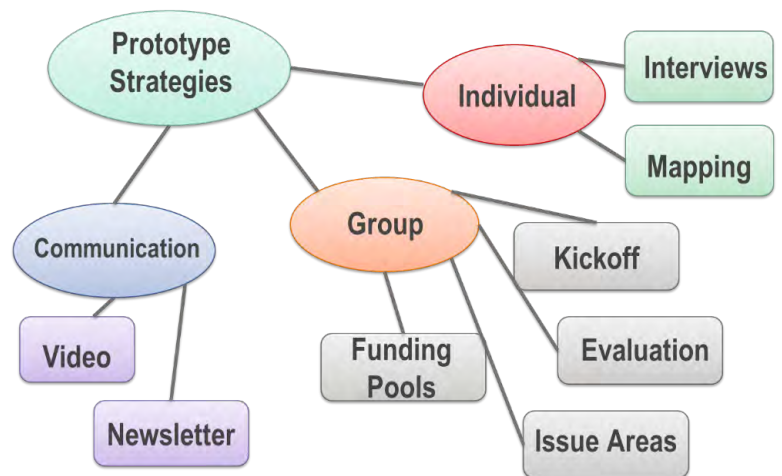 Prototype
Strategies
Individual
Interviews
Mapping
Communication
Group
Kickoff
Video
Funding
Pools
Evaluation
Newsletter
Issue Areas